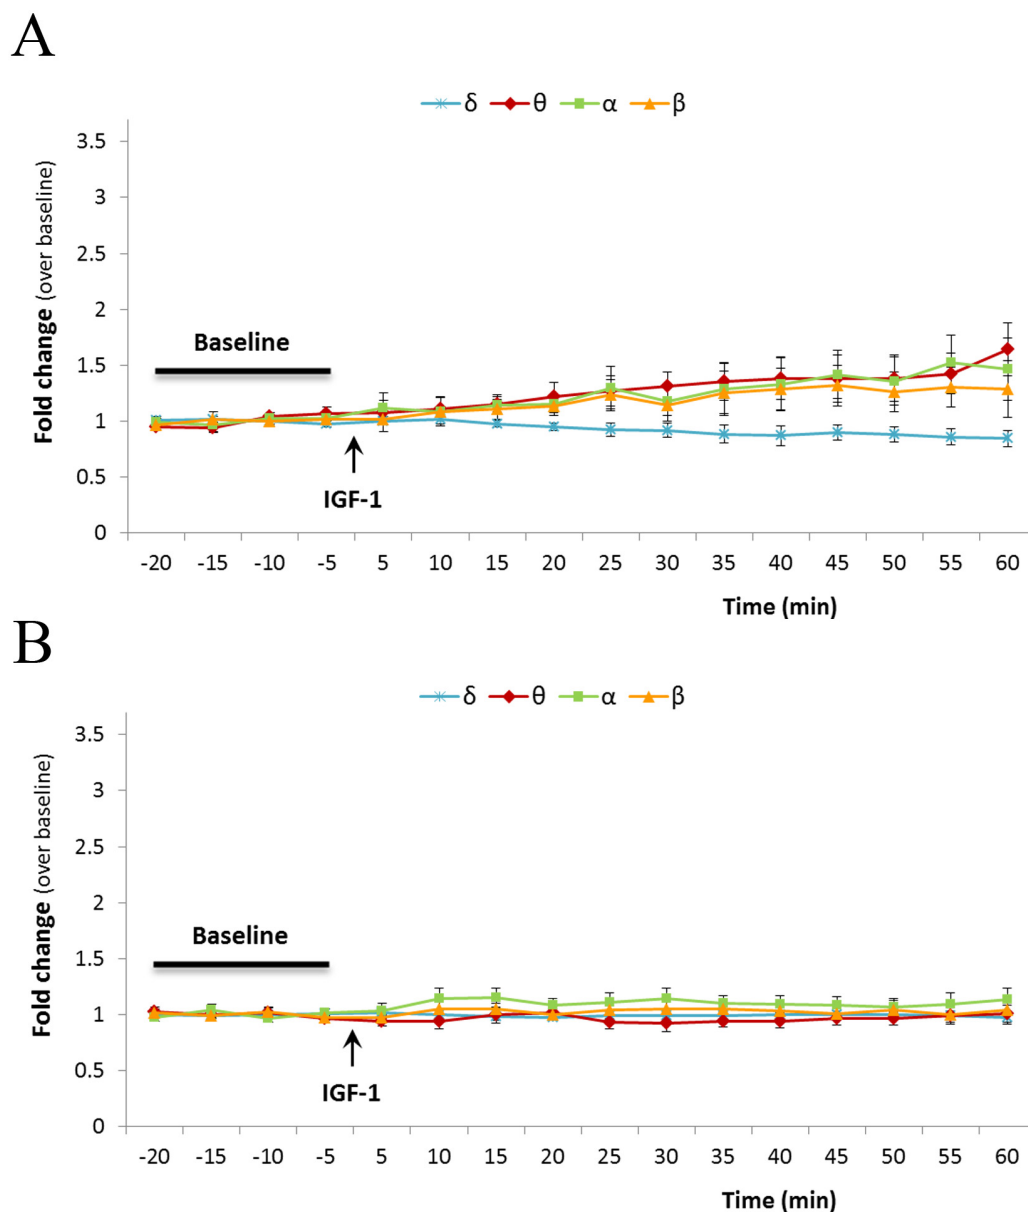 A
δ θ α β
3.5
3
2.5
2
1.5
1
0.5
0
Fold change (over baseline)
Baseline
IGF-1
-20 -15 -10 -5 5 10 15 20 25 30 35 40 45 50 55 60
Time (min)
B
δ θ α β
3.5
3
2.5
2
1.5
1
0.5
0
Fold change (over baseline)
Baseline
IGF-1
-20 -15 -10 -5 5 10 15 20 25 30 35 40 45 50 55 60
Time (min)